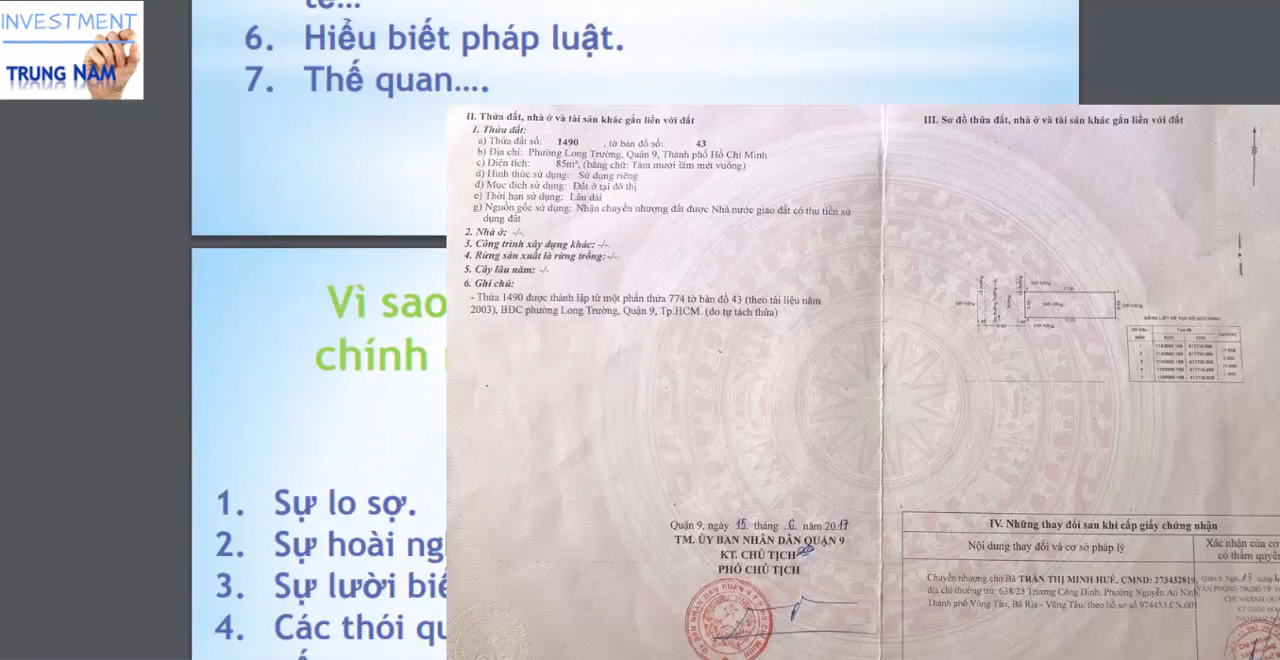 INVESTMENT
TRUNG NAM
6. Hiểu biết pháp luật.
7. Thế quan....
Vì sao
chính
1. Sự lo sợ.
2. Sự hoài ng
3. Sự lười biế
4. Các thói qu
II. Thửa đất, nhà ở và tài sản khác gắn liền với đất
1. Thửa đất:
a) Thửa đất số: 1490 , tờ bản đồ số: 43
b) Địa chỉ: Phường Long Trường, Quận 9, Thành phố Hồ Chí Minh
c) Diện tích: 85m², (bằng chữ: Tám mươi lăm mét vuông)
d) Hình thức sử dụng: Sử dụng riêng
đ) Mục đích sử dụng: Đất ở tại đô thị
e) Thời hạn sử dụng: Lâu dài
g) Nguồn gốc sử dụng: Nhận chuyển nhượng đất được Nhà nước giao đất có thu tiền sử
dụng đất
2. Nhà ở: -/-.
3. Công trình xây dựng khác: -/-.
4. Rừng sản xuất là rừng trồng: -/-.
5. Cây lâu năm: -/-.
6. Ghi chú:
- Thửa 1490 được thành lập từ một phần thửa 774 tờ bản đồ 43 (theo tài liệu năm
2003), BĐC phường Long Trường, Quận 9, Tp.HCM. (do tự tách thửa)
Quận 9, ngày 15 tháng 6 năm 2017
TM. ỦY BAN NHÂN DÂN QUẬN 9
KT. CHỦ TỊCH
PHÓ CHỦ TỊCH
III. Sơ đồ thửa đất, nhà ở và tài sản khác gắn liền với đất
IV. Những thay đổi sau khi cấp giấy chứng nhận
Nội dung thay đổi và cơ sở pháp lý
Xác nhận của cơ
có thẩm quyề
Chuyển nhượng cho Bà TRẦN THỊ MINH HUÊ, CMND: 273432819,
địa chỉ thường trú: 638/25 Trương Công Định, Phường Nguyễn An Ninh,
Thành phố Vũng Tàu, Bà Rịa - Vũng Tàu; theo hồ sơ số 974453.CN.001